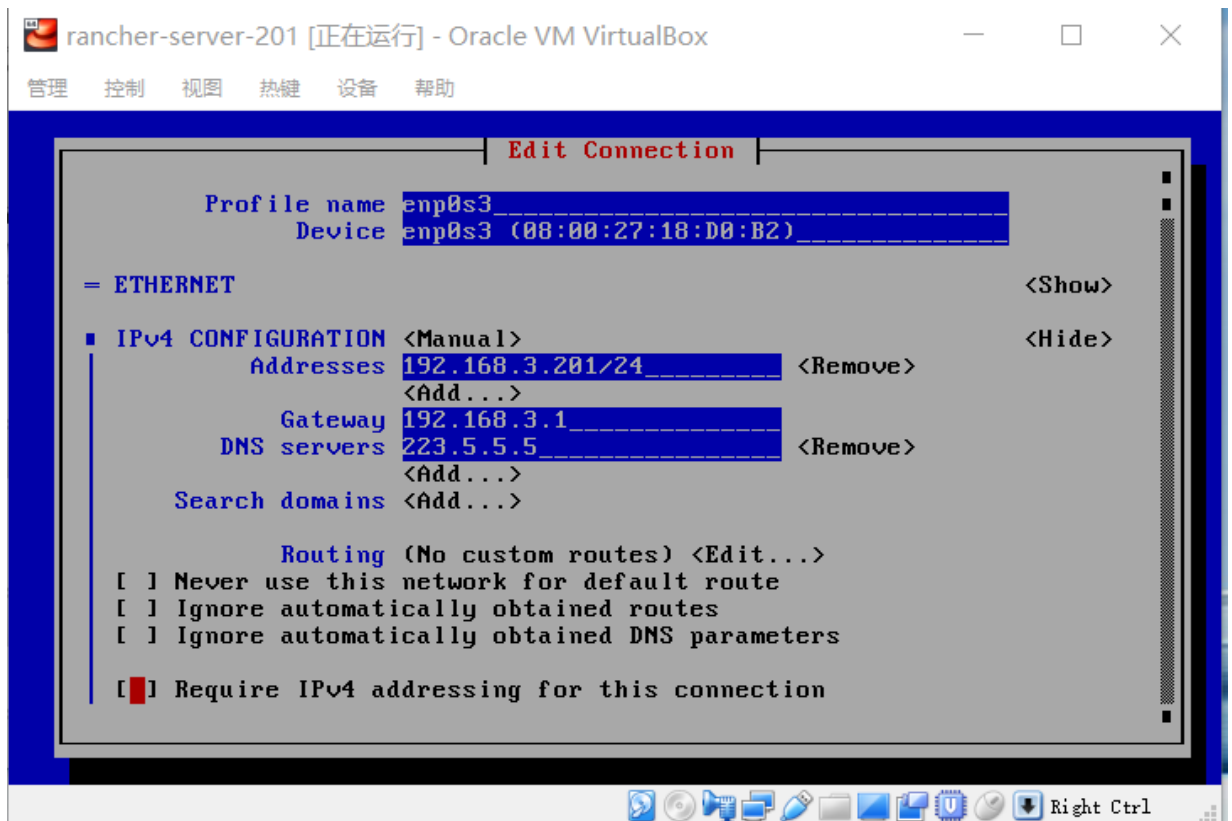 rancher-server-201 [正在运行] - Oracle VM VirtualBox
管理 控制 视图 热键 设备 帮助
Edit Connection
Profile name enp0s3
Device enp0s3 (08:00:27:18:D0:B2)
= ETHERNET <Show>
IPv4 CONFIGURATION <Manual> <Hide>
Addresses 192.168.3.201/24 <Remove>
<Add...>
Gateway 192.168.3.1
DNS servers 223.5.5.5 <Remove>
<Add...>
Search domains <Add...>
Routing (No custom routes) <Edit...>
[ ] Never use this network for default route
[ ] Ignore automatically obtained routes
[ ] Ignore automatically obtained DNS parameters
[ ] Require IPv4 addressing for this connection
Right Ctrl